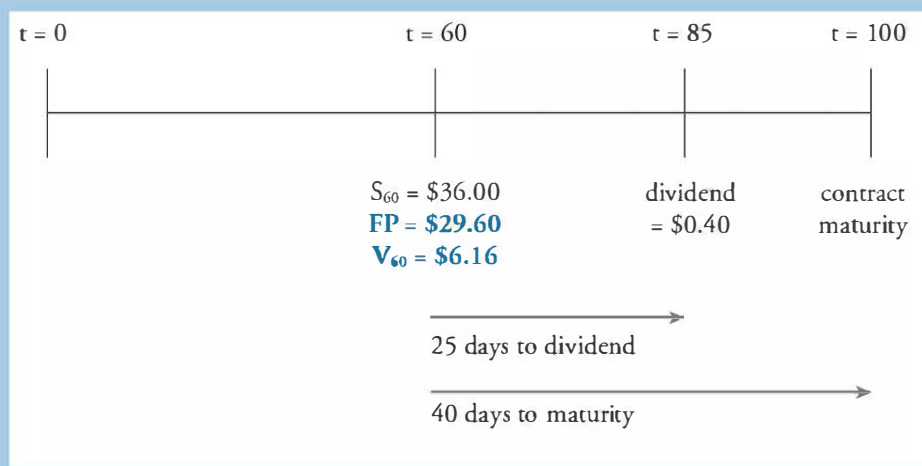 t = 0 t = 60 t = 85 t = 100
S60 = $36.00 dividend contract
FP = $29.60 = $0.40 maturity
V60 = $6.16
25 days to dividend
40 days to maturity